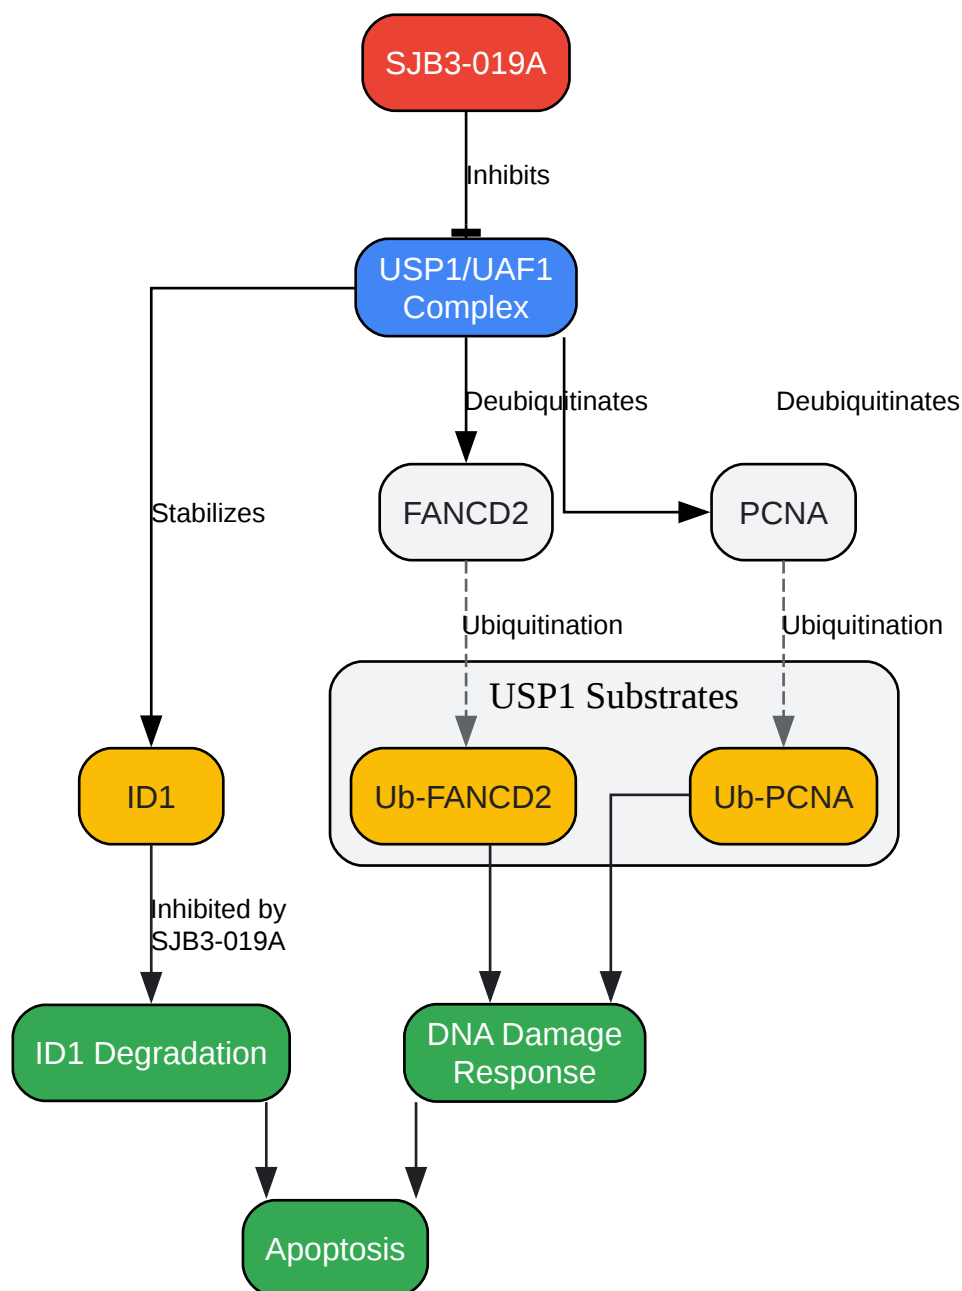 SJB3-019A
Inhibits
USP1/UAF1
Complex
Deubiquitinates
Deubiquitinates
Stabilizes
FANCD2
PCNA
Ubiquitination
Ubiquitination
USP1 Substrates
ID1
Ub-FANCD2
Ub-PCNA
Inhibited by
SJB3-019A
ID1 Degradation
DNA Damage
Response
Apoptosis